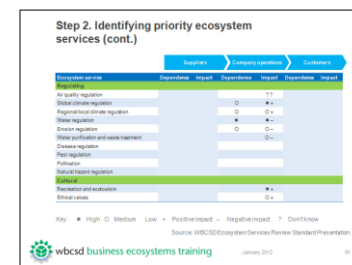 Step 2. Identifying priority ecosystem
services (cont.)
Suppliers Company operations Customers
Ecosystem service Dependence Impact Dependence Impact Dependence Impact
Regulating
Air quality regulation ??
Global climate regulation ○ ● +
Regional/local climate regulation ○ ○ +
Water regulation ● ● –
Erosion regulation ○ ○ –
Water purification and waste treatment ○ –
Disease regulation
Pest regulation
Pollination
Natural hazard regulation
Cultural
Recreation and ecotourism ● +
Ethical values ○ +
Key: ● High ○ Medium Low + Positive impact – Negative impact ? Don't know
Source: WBCSD Ecosystem Services Review Standard Presentation
wbcsd business ecosystems training January 2012